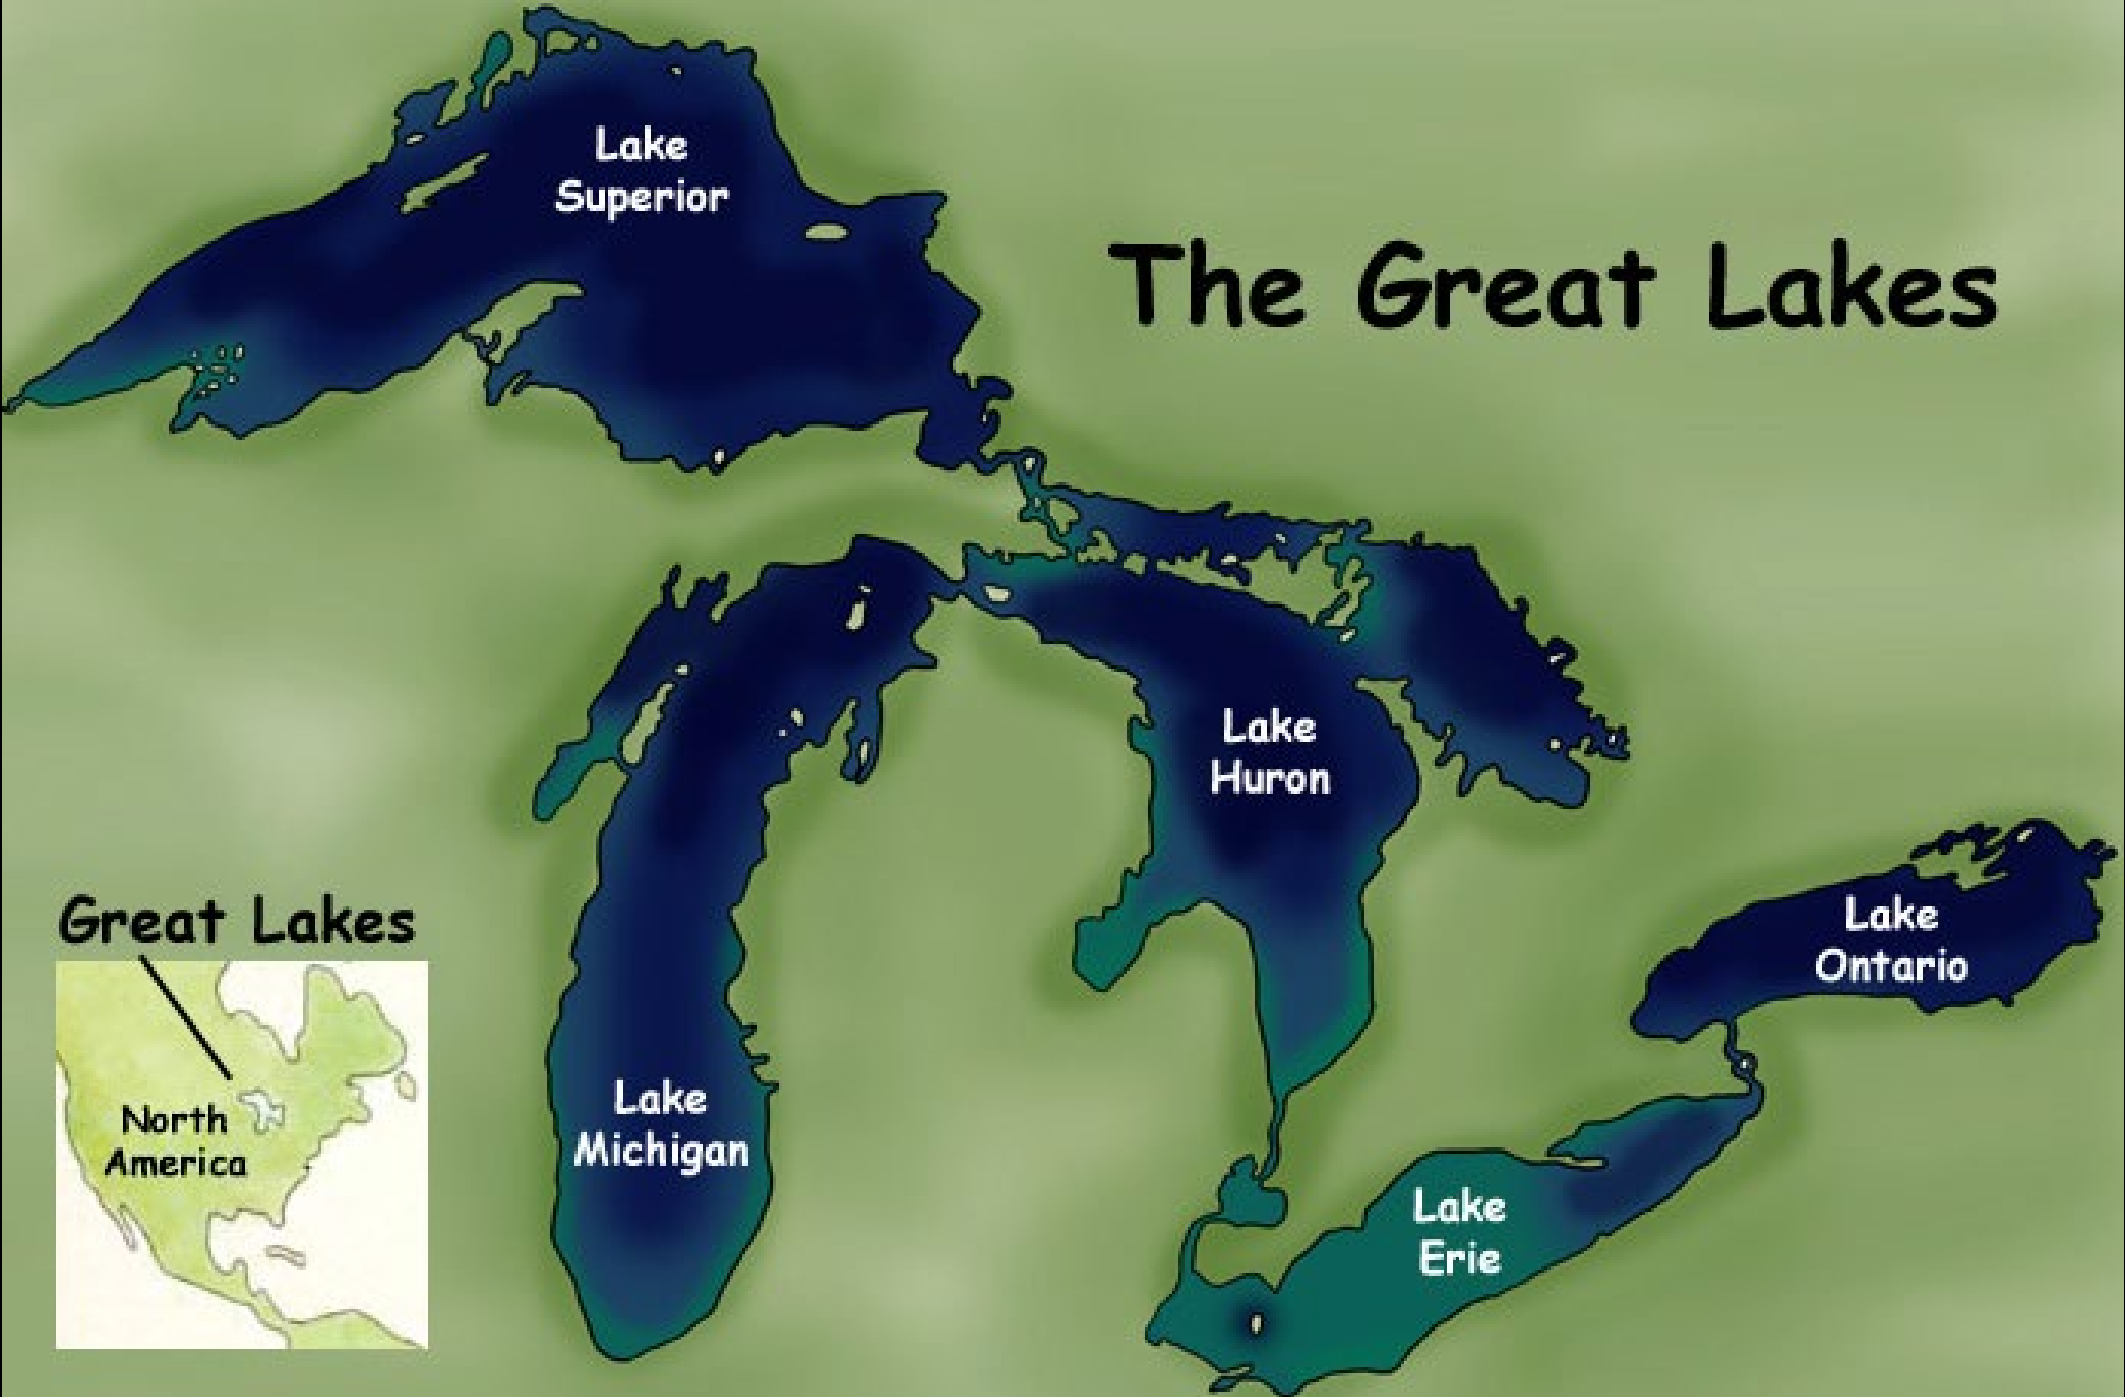 Lake
Superior
The Great Lakes
Lake
Huron
Lake
Ontario
Great Lakes
Lake
Michigan
North
America
Lake
Erie